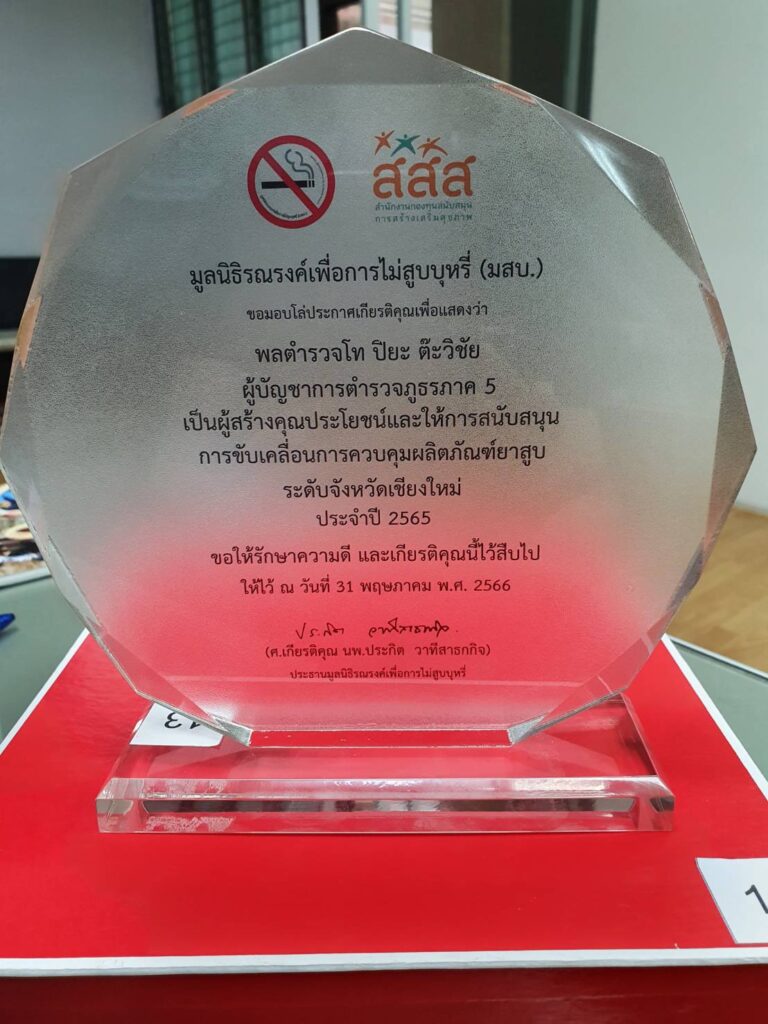 สสส
สำนักงานกองทุนสนับสนุน
การสร้างเสริมสุขภาพ
มูลนิธิรณรงค์เพื่อการไม่สูบบุหรี่ (มสบ.)
ขอมอบโล่ประกาศเกียรติคุณเพื่อแสดงว่า
พลตำรวจโท ปิยะ ต๊ะวิชัย
ผู้บัญชาการตำรวจภูธรภาค 5
เป็นผู้สร้างคุณประโยชน์และให้การสนับสนุน
การขับเคลื่อนการควบคุมผลิตภัณฑ์ยาสูบ
ระดับจังหวัดเชียงใหม่
ประจำปี 2565
ขอให้รักษาความดี และเกียรติคุณนี้ไว้สืบไป
ให้ไว้ ณ วันที่ 31 พฤษภาคม พ.ศ. 2566
(ศ.เกียรติคุณ นพ.ประกิต วาทีสาธกกิจ)
ประธานมูลนิธิรณรงค์เพื่อการไม่สูบบุหรี่
13
1